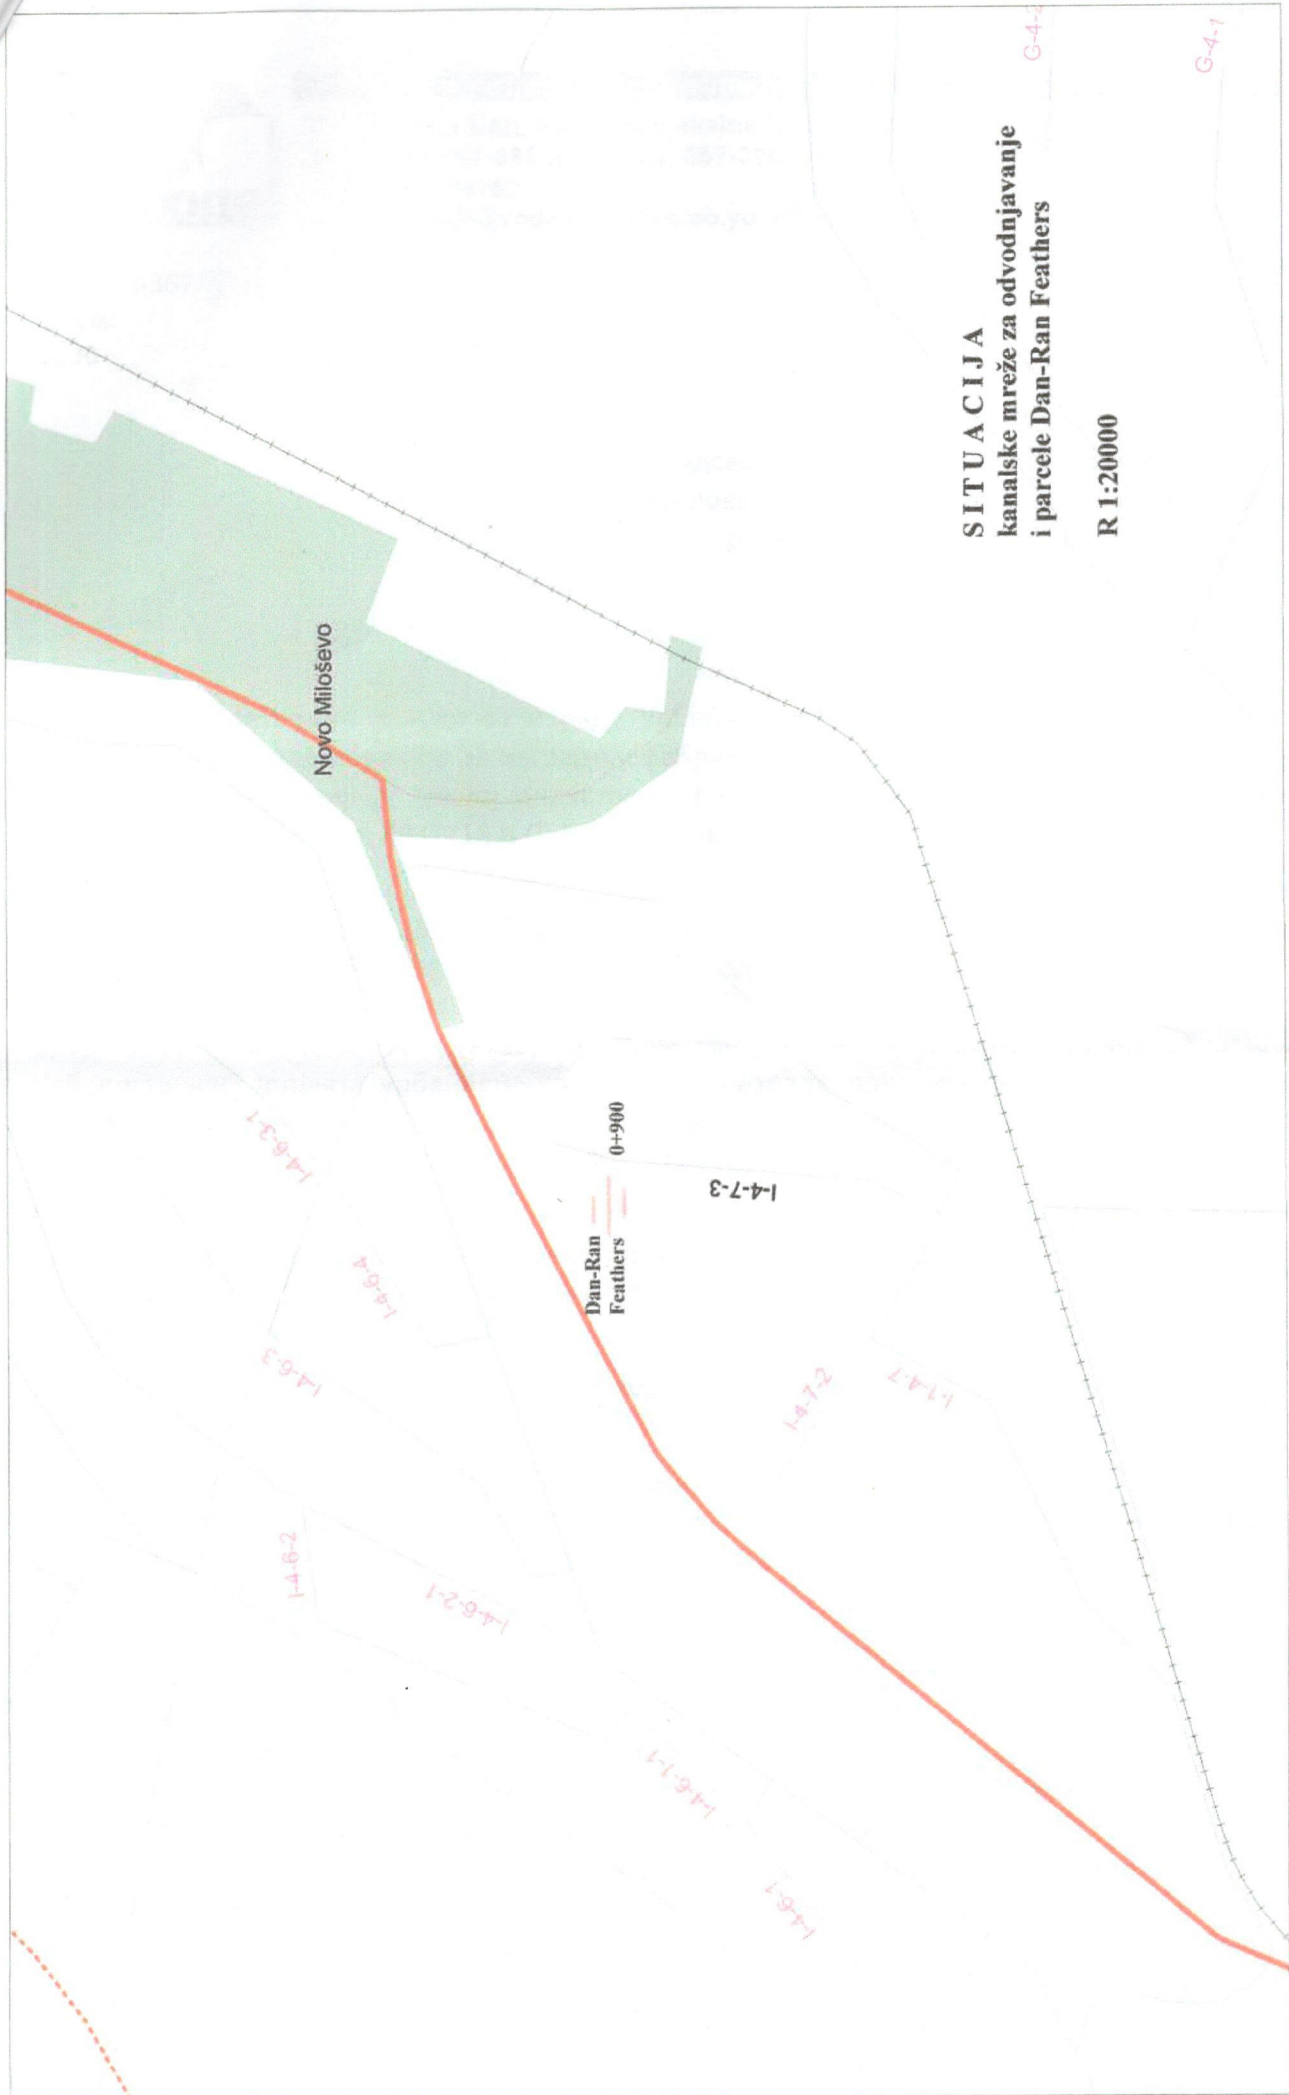 SITUACIJA
kanalske mreže za odvodnjavanje
i parcele Dan-Ran Feathers
R 1:20000
Novo Miloševo
Dan-Ran
Feathers
0+900
I-4-7-3
I-4-6-3-1
I-4-6-4
I-4-6-3
I-4-6-2
I-4-6-2-1
I-4-6-1-1
I-4-6-1
I-4-7-2
I-1-4-7
G-4-2
G-4-1